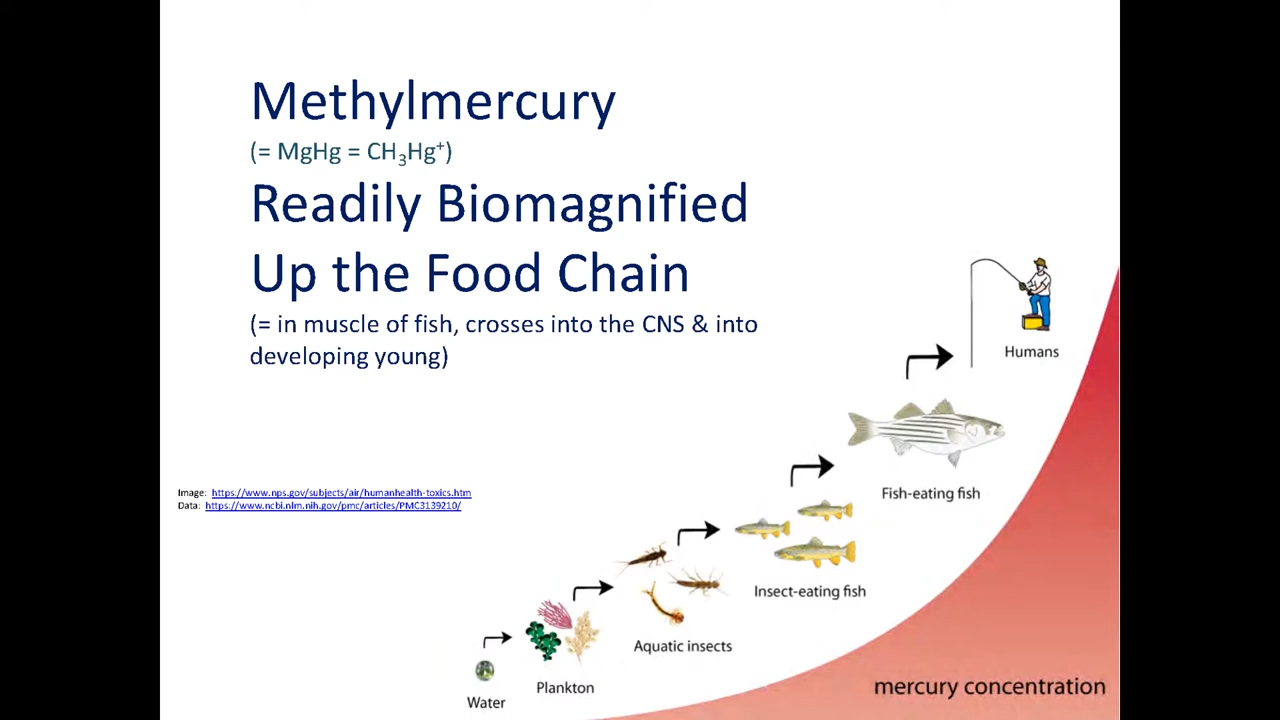 Methylmercury
(= MgHg = CH₃Hg⁺)
Readily Biomagnified
Up the Food Chain
(= in muscle of fish, crosses into the CNS & into
developing young)
Image: https://www.nps.gov/subjects/air/humanhealth-toxics.htm
Data: https://www.ncbi.nlm.nih.gov/pmc/articles/PMC3139210/
Humans
Fish-eating fish
Insect-eating fish
Aquatic insects
Plankton
Water
mercury concentration